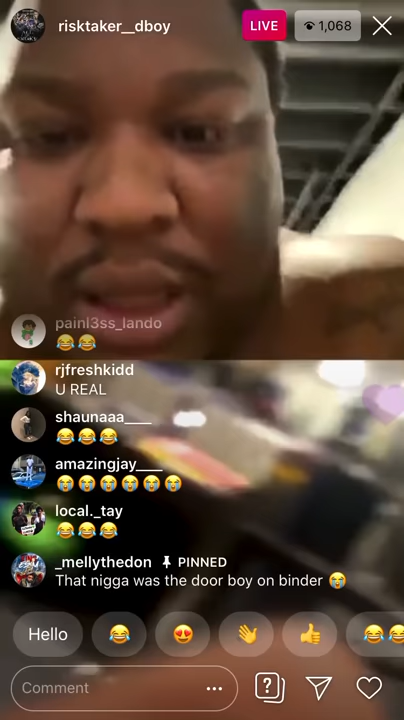 risktaker__dboy
LIVE
1,068
painl3ss_lando
😂😂
rjfreshkidd
U REAL
shaunaaa___
😂😂😂
amazingjay___
😭😭😭😭😭😭
local._tay
😂😂😂
_mellythedon PINNED
That nigga was the door boy on binder 😭
Hello 😂 😍 👋 👍 😂😂
Comment ...